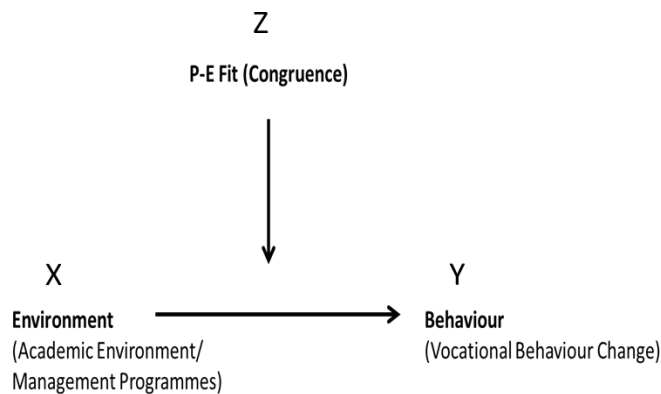 Z
P-E Fit (Congruence)
X
Y
Environment
(Academic Environment/
Management Programmes)
Behaviour
(Vocational Behaviour Change)